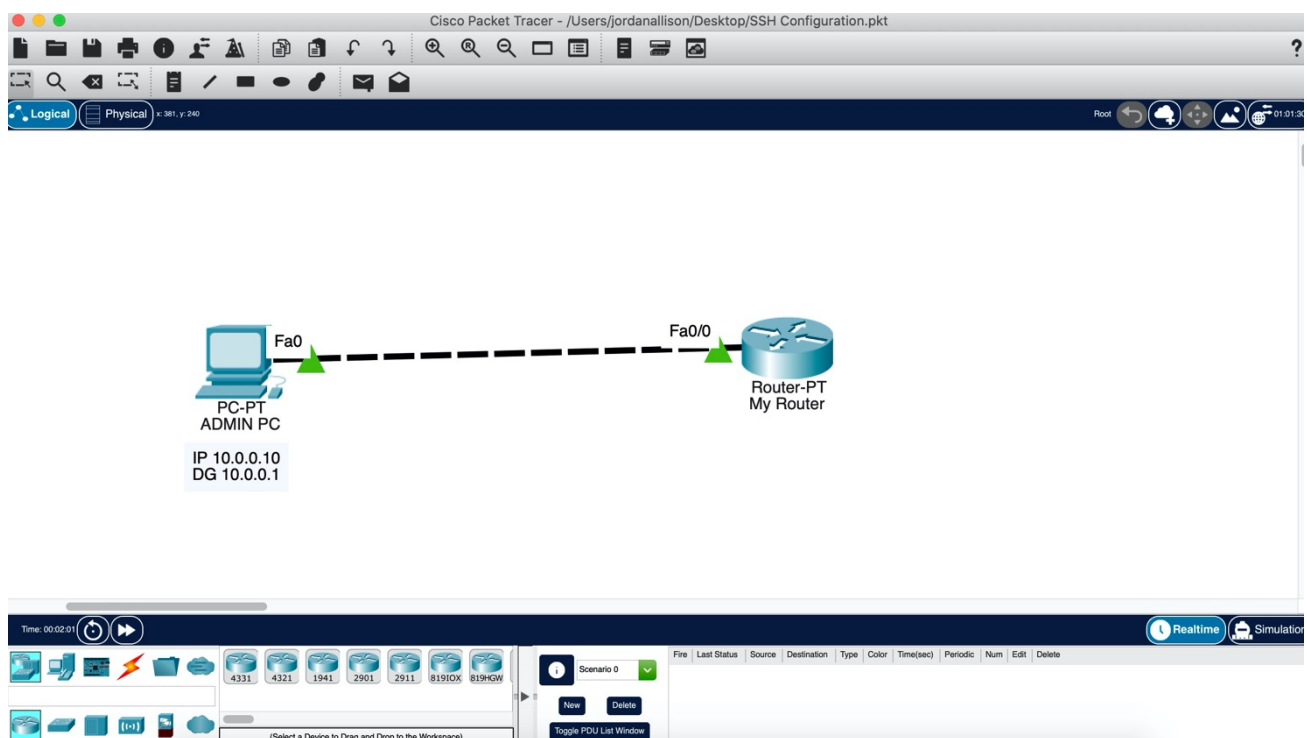 Cisco Packet Tracer - /Users/jordanallison/Desktop/SSH Configuration.pkt
?
Logical Physical x: 381, y: 240 Root 01:01:30
Fa0
Fa0/0
PC-PT
ADMIN PC
Router-PT
My Router
IP 10.0.0.10
DG 10.0.0.1
Time: 00:02:01 Realtime Simulation
4331 4321 1941 2901 2911 819IOX 819HGW
Scenario 0
Fire Last Status Source Destination Type Color Time(sec) Periodic Num Edit Delete
New Delete
Toggle PDU List Window
(Select a Device to Drag and Drop to the Workspace)